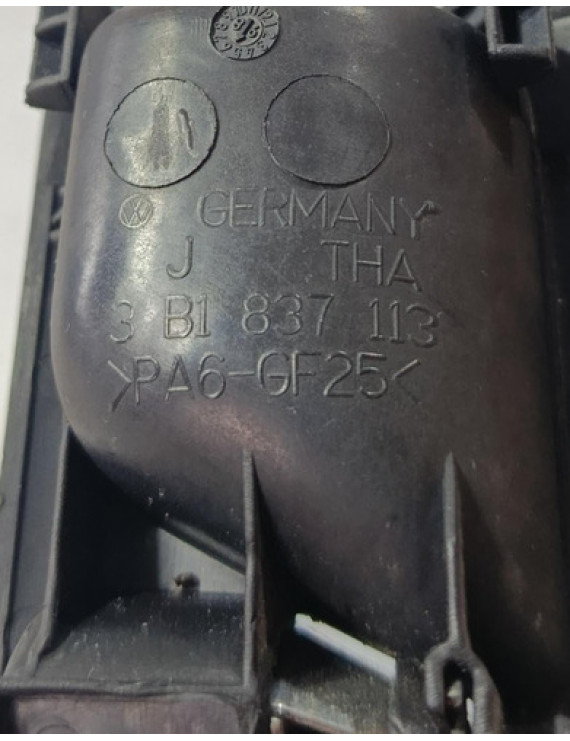 GERMANY
J THA
3 B1 837 113
>PA6-GF25<